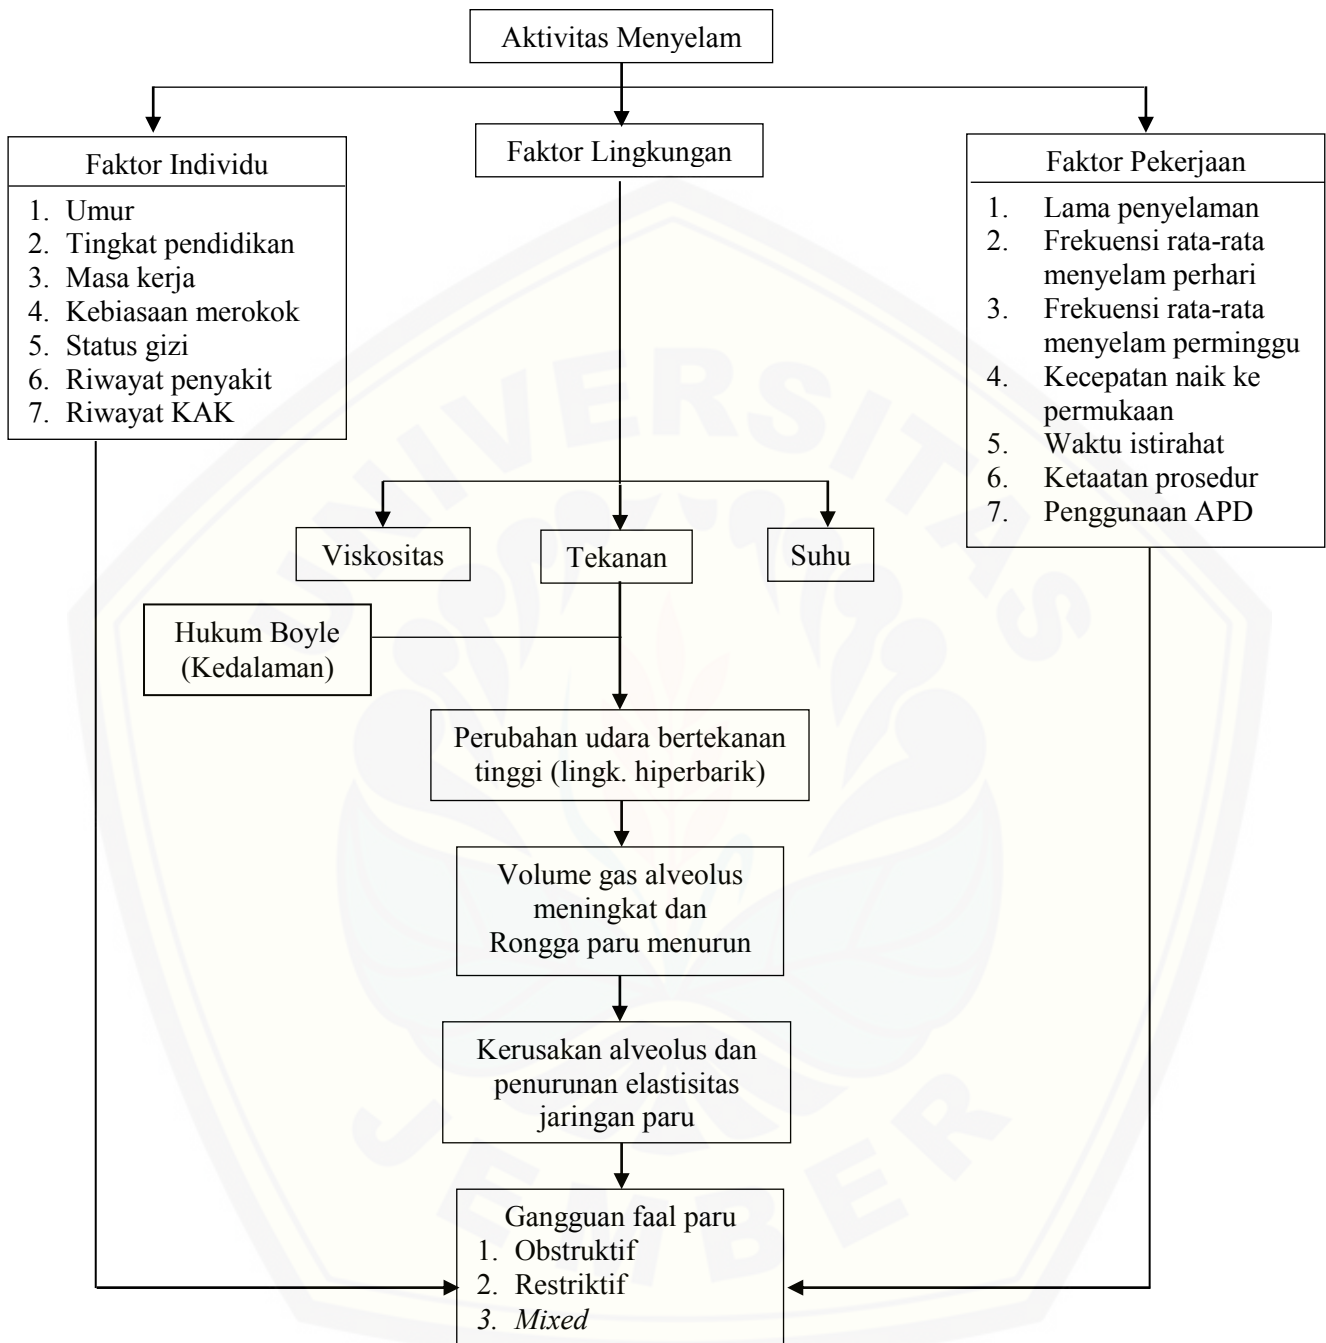 Aktivitas Menyelam
Faktor Individu
1. Umur
2. Tingkat pendidikan
3. Masa kerja
4. Kebiasaan merokok
5. Status gizi
6. Riwayat penyakit
7. Riwayat KAK
Faktor Lingkungan
Faktor Pekerjaan
1. Lama penyelaman
2. Frekuensi rata-rata
menyelam perhari
3. Frekuensi rata-rata
menyelam perminggu
4. Kecepatan naik ke
permukaan
5. Waktu istirahat
6. Ketaatan prosedur
7. Penggunaan APD
Viskositas
Tekanan
Suhu
Hukum Boyle
(Kedalaman)
Perubahan udara bertekanan
tinggi (lingk. hiperbarik)
Volume gas alveolus
meningkat dan
Rongga paru menurun
Kerusakan alveolus dan
penurunan elastisitas
jaringan paru
Gangguan faal paru
1. Obstruktif
2. Restriktif
3. Mixed
UNIVERSITAS
JEMBER